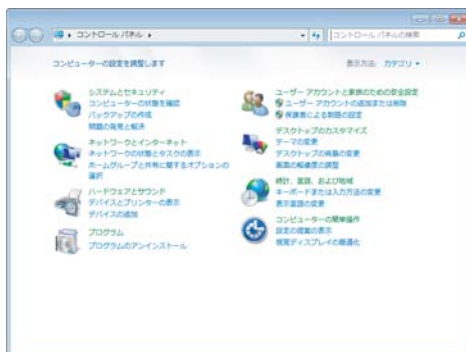 コントロール パネル
コントロール パネルの検索
コンピューターの設定を調整します
表示方法: カテゴリ
システムとセキュリティ
コンピューターの状態を確認
バックアップの作成
問題の発見と解決
ネットワークとインターネット
ネットワークの状態とタスクの表示
ホームグループと共有に関するオプションの
選択
ハードウェアとサウンド
デバイスとプリンターの表示
デバイスの追加
プログラム
プログラムのアンインストール
ユーザー アカウントと家族のための安全設定
ユーザー アカウントの追加または削除
保護者による制限の設定
デスクトップのカスタマイズ
テーマの変更
デスクトップの背景の変更
画面の解像度の調整
時計、言語、および地域
キーボードまたは入力方法の変更
表示言語の変更
コンピューターの簡単操作
設定の提案の表示
視覚ディスプレイの最適化